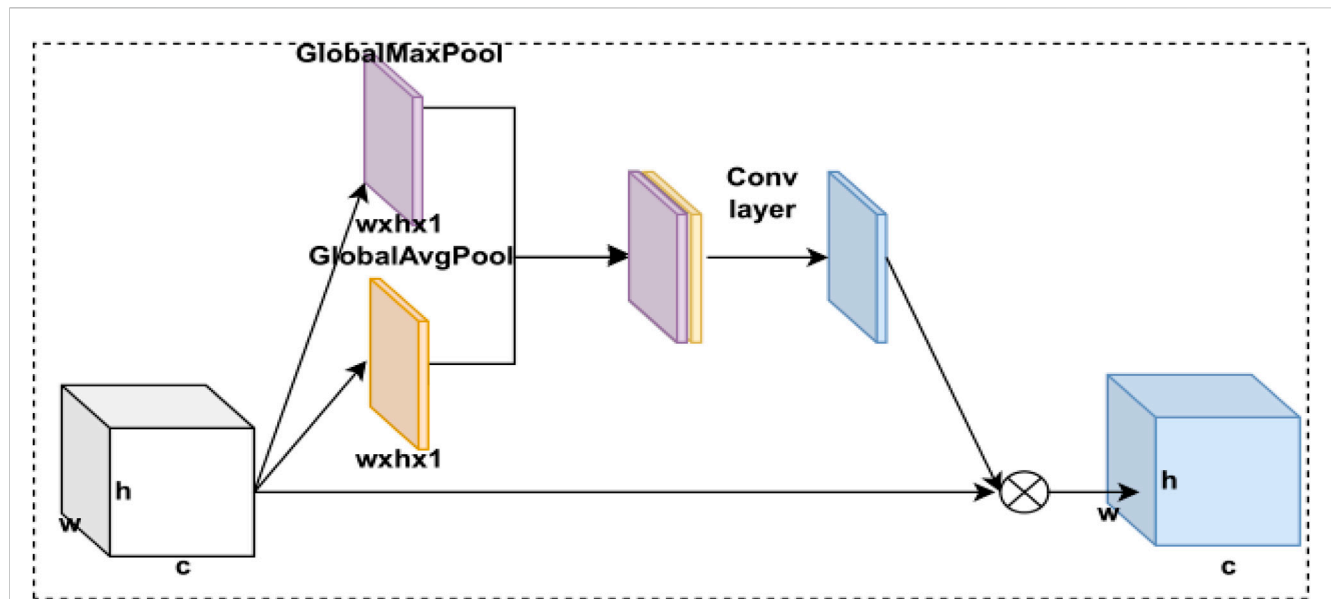 GlobalMaxPool
wxhx1
GlobalAvgPool
wxhx1
Conv
layer
h
w
c
h
w
c